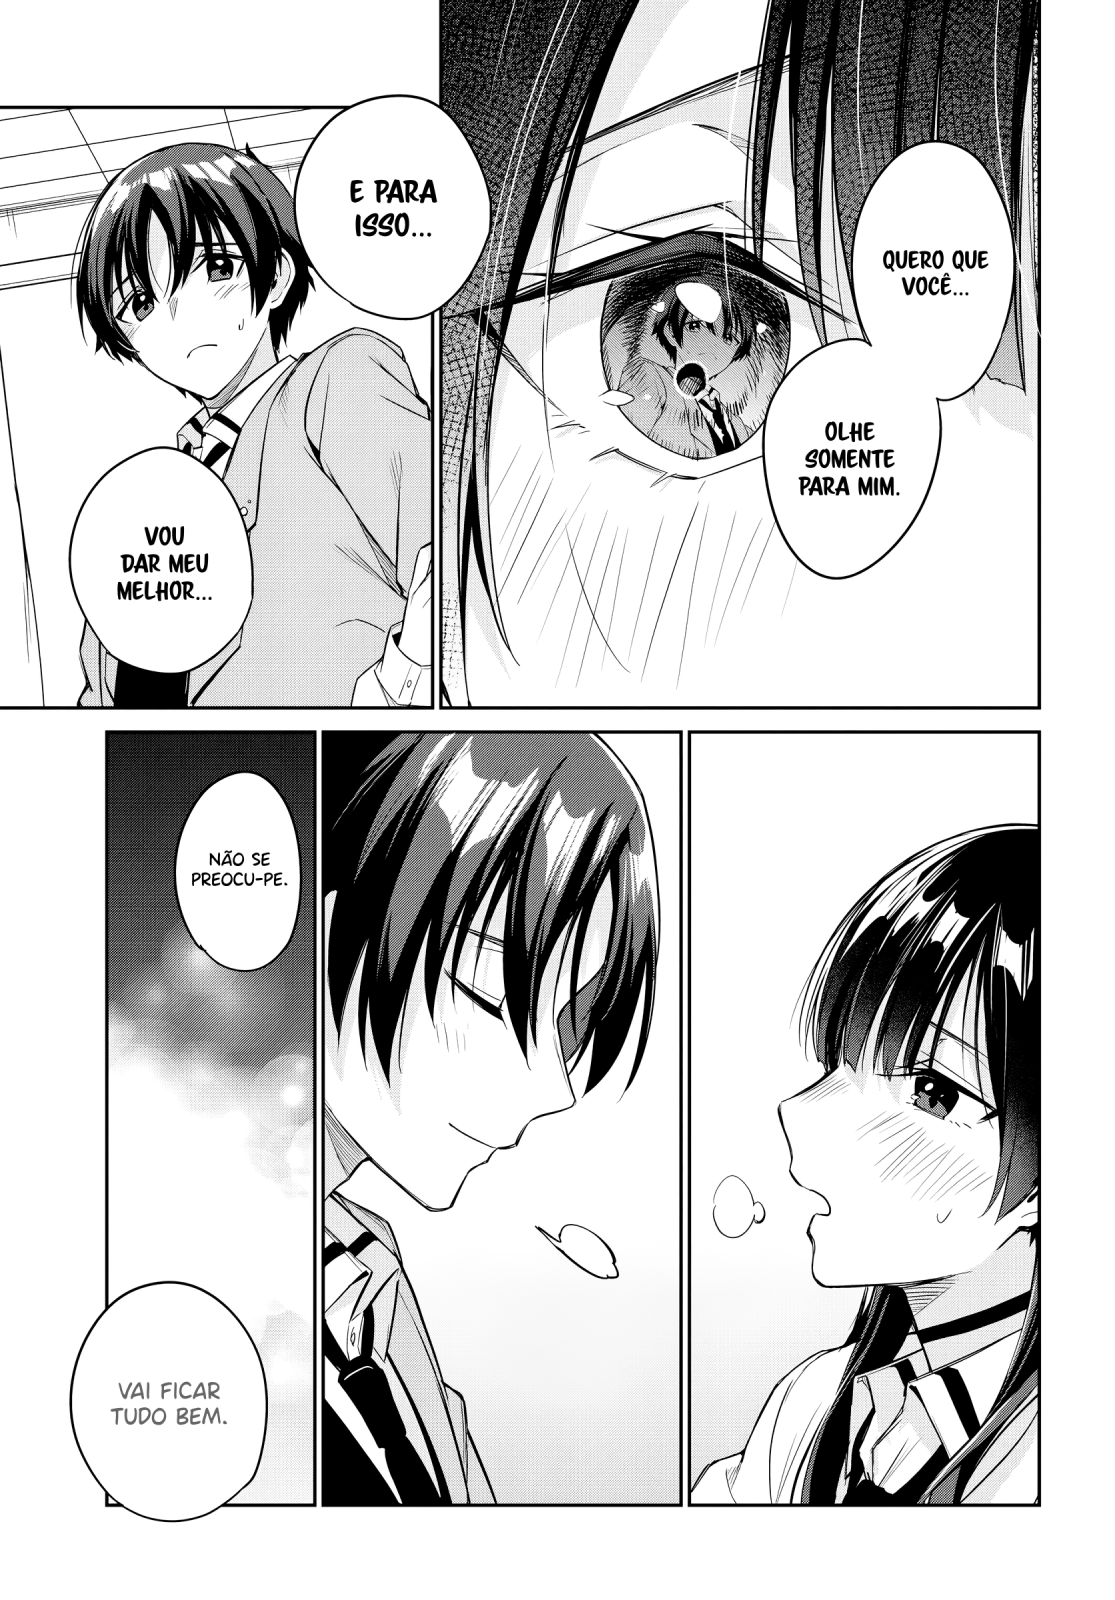 QUERO QUE
VOCÊ...
OLHE
SOMENTE
PARA MIM.
E PARA
ISSO...
VOU
DAR MEU
MELHOR...
NÃO SE
PREOCU-PE.
VAI FICAR
TUDO BEM.